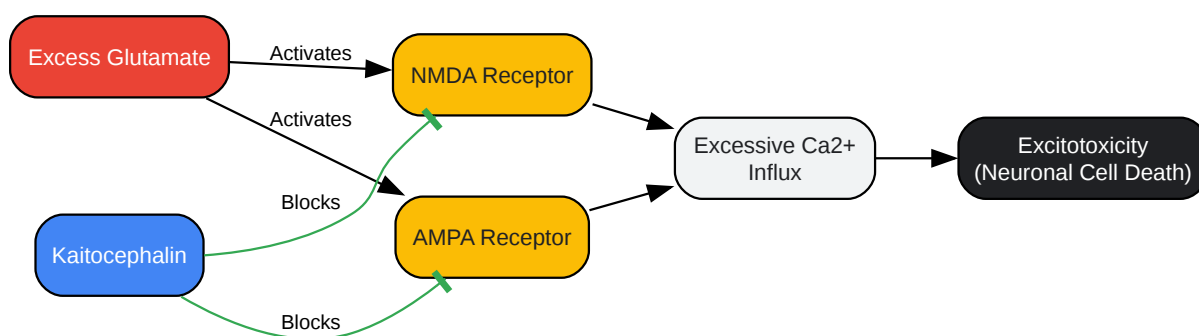 Excess Glutamate
Activates
NMDA Receptor
Activates
Excessive Ca2+
Influx
Excitotoxicity
(Neuronal Cell Death)
Blocks
Kaitocephalin
AMPA Receptor
Blocks